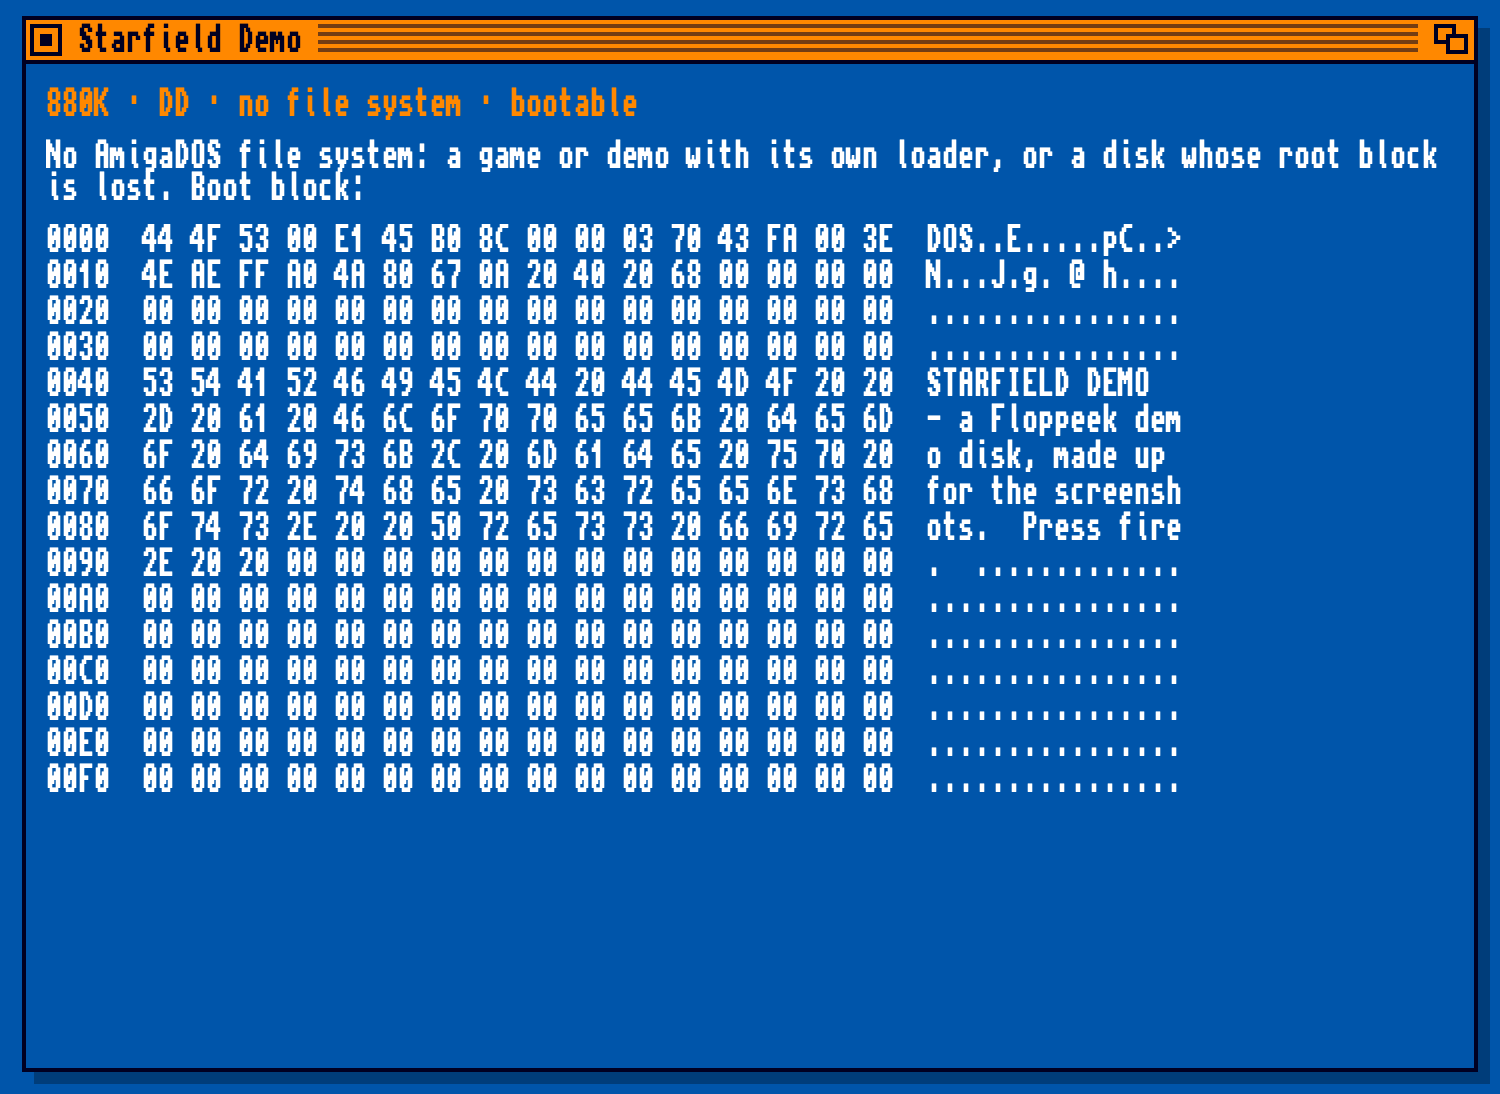 Starfield Demo
880K · DD · no file system · bootable
No AmigaDOS file system: a game or demo with its own loader, or a disk whose root block
is lost. Boot block:
0000  44 4F 53 00 E1 45 B0 8C 00 00 03 70 43 FA 00 3E  DOS..E.....pC..>
0010  4E AE FF A0 4A 80 67 0A 20 40 20 68 00 00 00 00  N...J.g. @ h....
0020  00 00 00 00 00 00 00 00 00 00 00 00 00 00 00 00  ................
0030  00 00 00 00 00 00 00 00 00 00 00 00 00 00 00 00  ................
0040  53 54 41 52 46 49 45 4C 44 20 44 45 4D 4F 20 20  STARFIELD DEMO
0050  2D 20 61 20 46 6C 6F 70 70 65 65 6B 20 64 65 6D  - a Floppeek dem
0060  6F 20 64 69 73 6B 2C 20 6D 61 64 65 20 75 70 20  o disk, made up
0070  66 6F 72 20 74 68 65 20 73 63 72 65 65 6E 73 68  for the screensh
0080  6F 74 73 2E 20 20 50 72 65 73 73 20 66 69 72 65  ots.  Press fire
0090  2E 20 20 00 00 00 00 00 00 00 00 00 00 00 00 00  .  .............
00A0  00 00 00 00 00 00 00 00 00 00 00 00 00 00 00 00  ................
00B0  00 00 00 00 00 00 00 00 00 00 00 00 00 00 00 00  ................
00C0  00 00 00 00 00 00 00 00 00 00 00 00 00 00 00 00  ................
00D0  00 00 00 00 00 00 00 00 00 00 00 00 00 00 00 00  ................
00E0  00 00 00 00 00 00 00 00 00 00 00 00 00 00 00 00  ................
00F0  00 00 00 00 00 00 00 00 00 00 00 00 00 00 00 00  ................